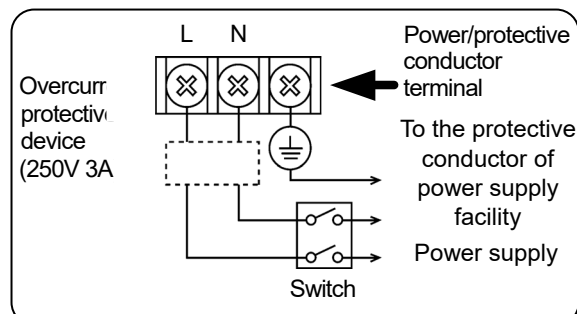 L N
Power/protective
conductor
terminal
protective
device
(250V 3A
To the protective
conductor of
power supply
facility
Power supply
Switch